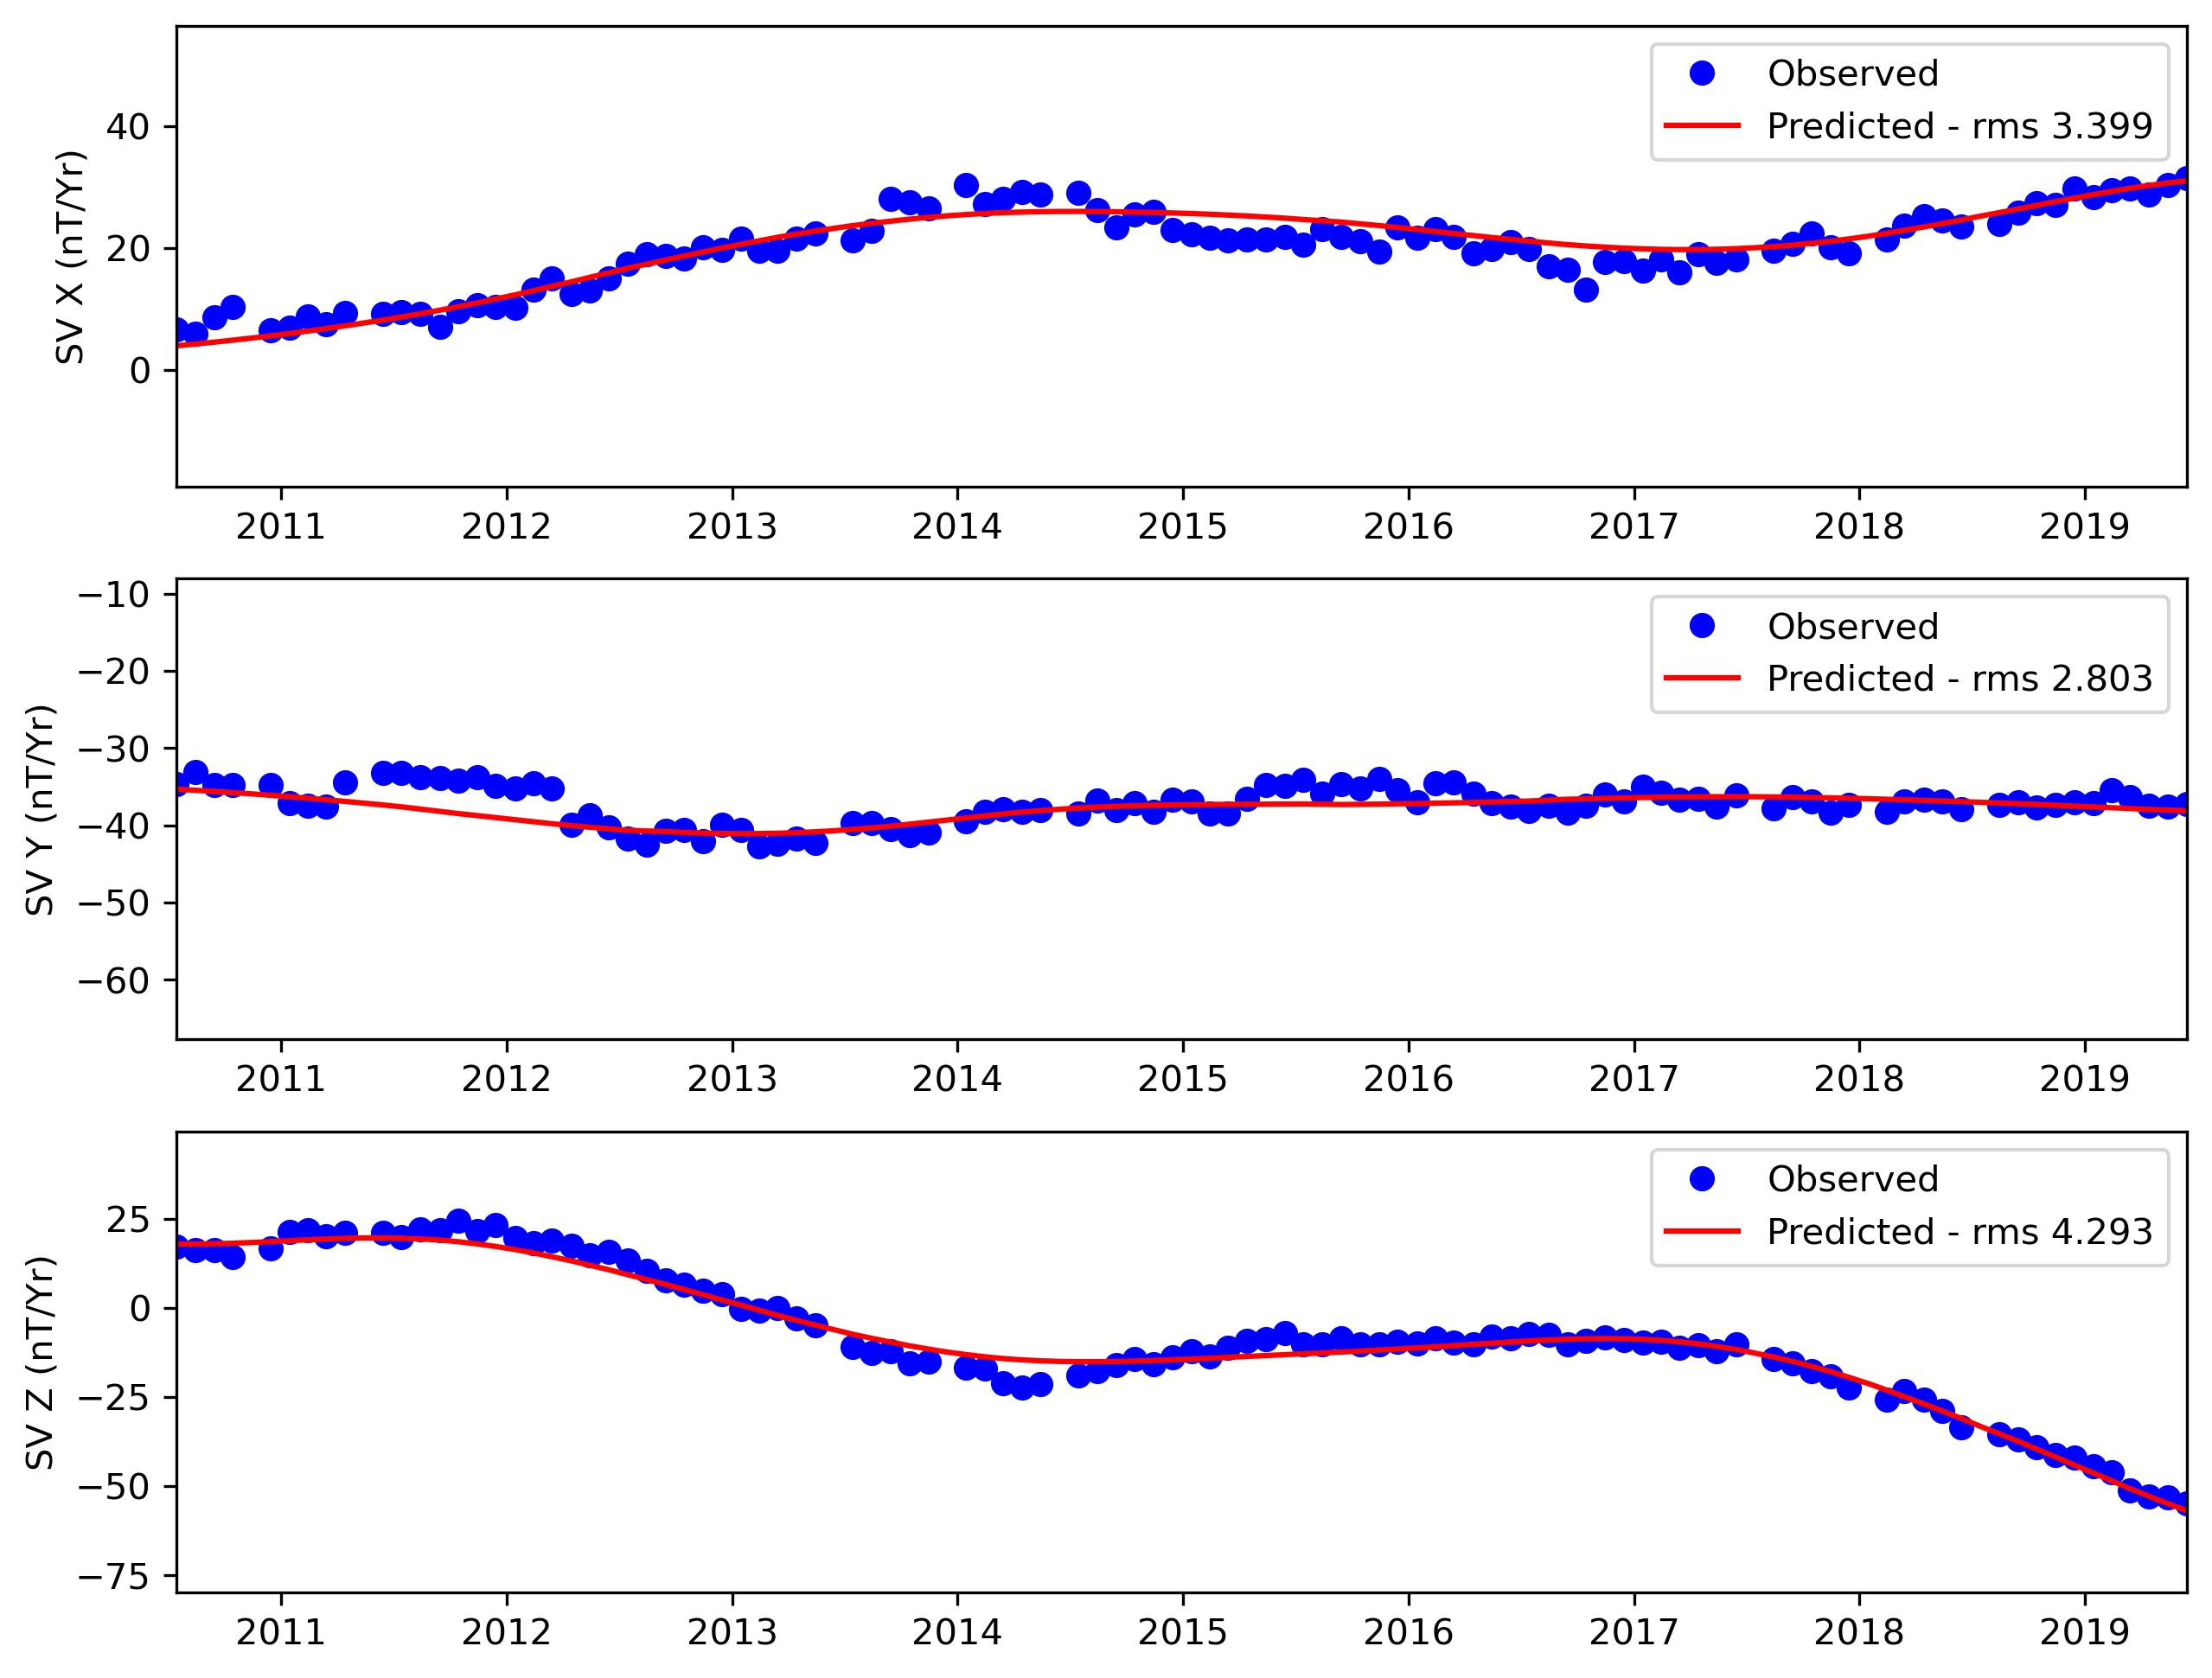 SV X (nT/Yr)
40
20
0
Observed
Predicted - rms 3.399
2011 2012 2013 2014 2015 2016 2017 2018 2019
SV Y (nT/Yr)
−10
−20
−30
−40
−50
−60
Observed
Predicted - rms 2.803
2011 2012 2013 2014 2015 2016 2017 2018 2019
SV Z (nT/Yr)
25
0
−25
−50
−75
Observed
Predicted - rms 4.293
2011 2012 2013 2014 2015 2016 2017 2018 2019